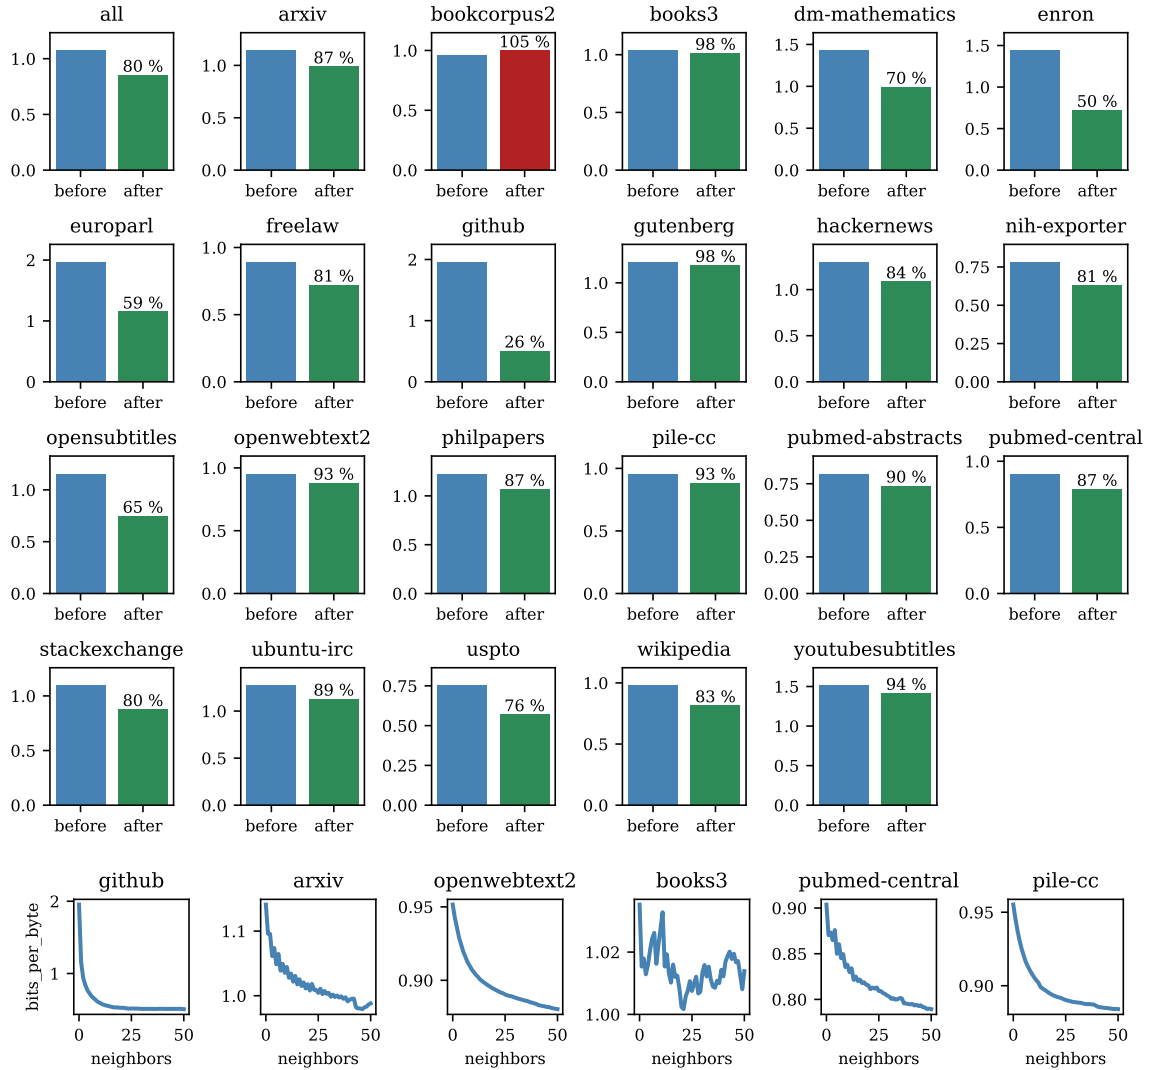 all arxiv bookcorpus2 books3 dm-mathematics enron
1.0 0.5 0.0 80 % before after
1.0 0.5 0.0 87 % before after
1.0 0.5 0.0 105 % before after
1.0 0.5 0.0 98 % before after
1.5 1.0 0.5 0.0 70 % before after
1.5 1.0 0.5 0.0 50 % before after
europarl freelaw github gutenberg hackernews nih-exporter
2 1 0 59 % before after
1.0 0.5 0.0 81 % before after
2 1 0 26 % before after
1.0 0.5 0.0 98 % before after
1.0 0.5 0.0 84 % before after
0.75 0.50 0.25 0.00 81 % before after
opensubtitles openwebtext2 philpapers pile-cc pubmed-abstracts pubmed-central
1.0 0.5 0.0 65 % before after
1.0 0.5 0.0 93 % before after
1.0 0.5 0.0 87 % before after
1.0 0.5 0.0 93 % before after
0.75 0.50 0.25 0.00 90 % before after
1.0 0.5 0.0 87 % before after
stackexchange ubuntu-irc uspto wikipedia youtubesubtitles
1.0 0.5 0.0 80 % before after
1.0 0.5 0.0 89 % before after
0.75 0.50 0.25 0.00 76 % before after
1.0 0.5 0.0 83 % before after
1.5 1.0 0.5 0.0 94 % before after
github arxiv openwebtext2 books3 pubmed-central pile-cc
bits_per_byte 2 1 0 25 50 neighbors
1.1 1.0 0 25 50 neighbors
0.95 0.90 0 25 50 neighbors
1.02 1.00 0 25 50 neighbors
0.90 0.85 0.80 0 25 50 neighbors
0.95 0.90 0 25 50 neighbors